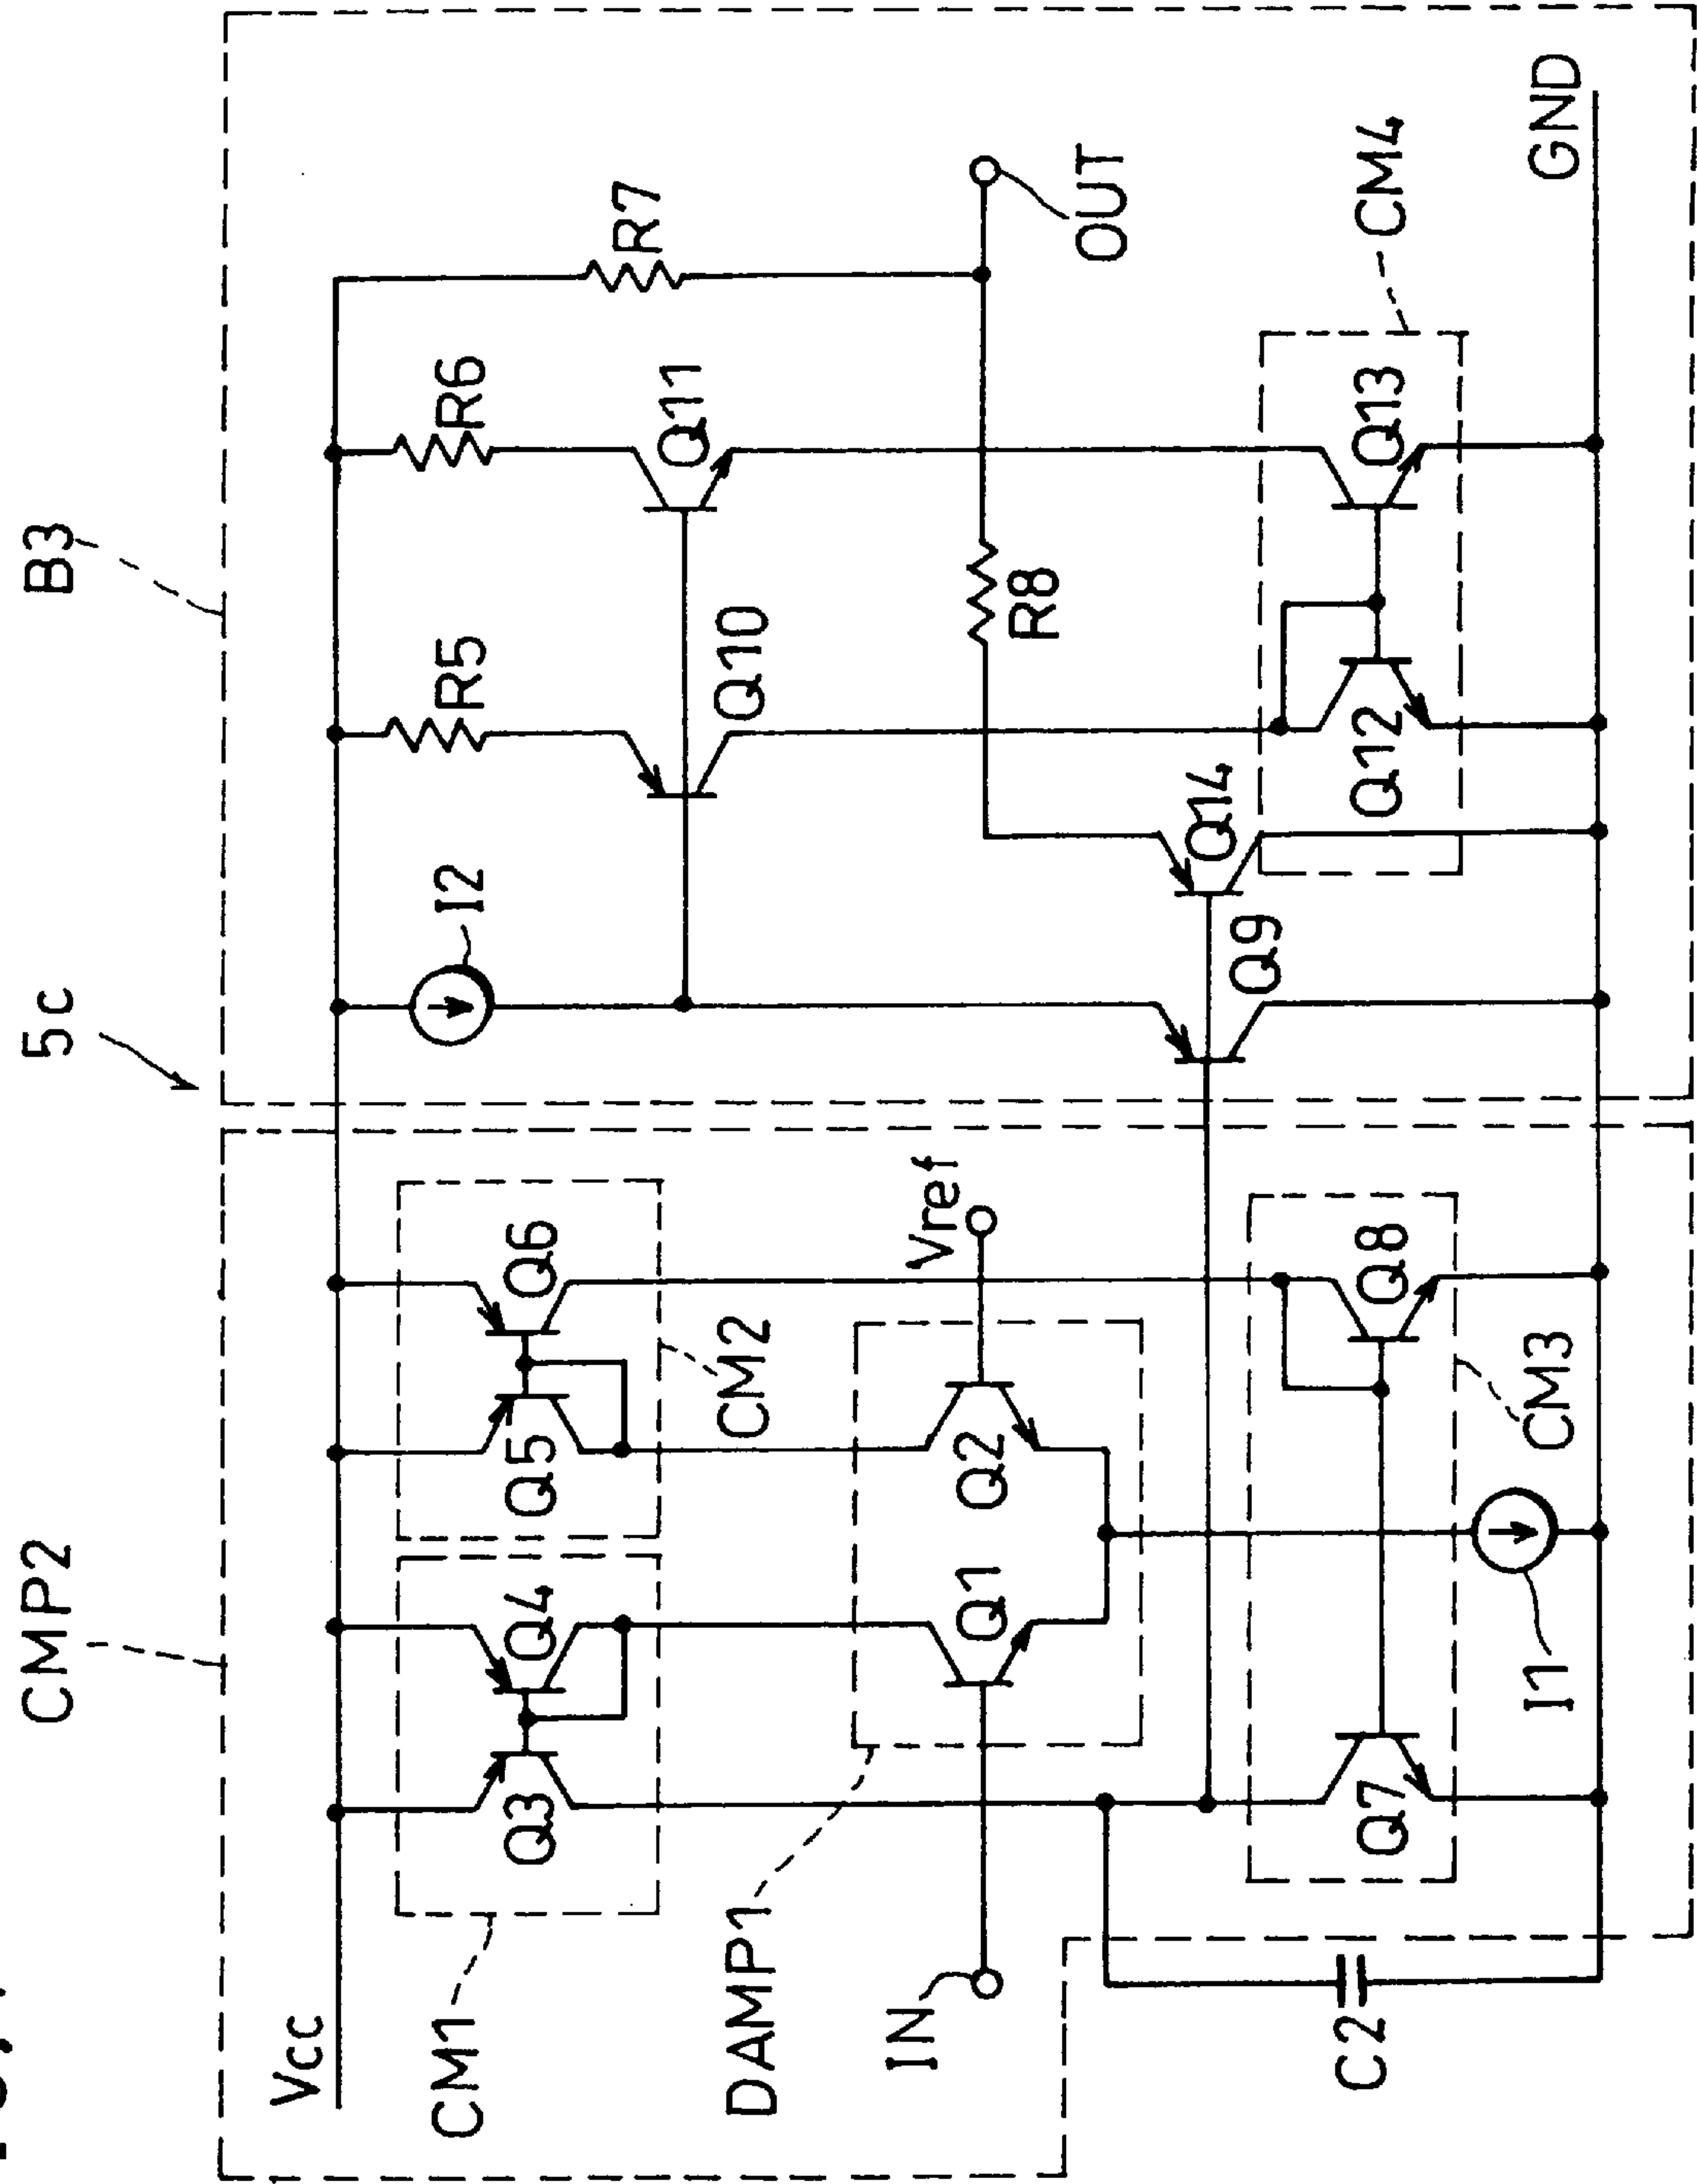 5c
CMP2
B3
Vcc
CM1
Q3
Q4
Q5
Q6
CM2
I2
R5
R6
R7
Q10
Q11
DAMP1
IN
Q1
Q2
Vref
R8
OUT
Q9
Q14
C2
Q7
Q8
CM3
I1
Q12
Q13
CM4
GND